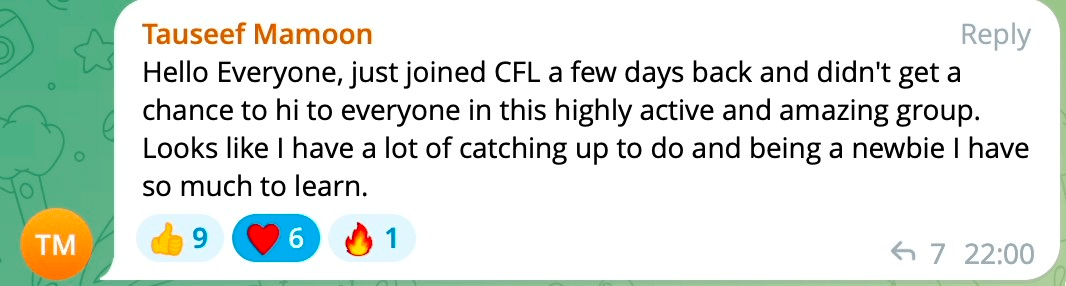 Tauseef Mamoon Reply
Hello Everyone, just joined CFL a few days back and didn't get a
chance to hi to everyone in this highly active and amazing group.
Looks like I have a lot of catching up to do and being a newbie I have
so much to learn.
TM 👍 9 ❤️ 6 🔥 1 7 22:00